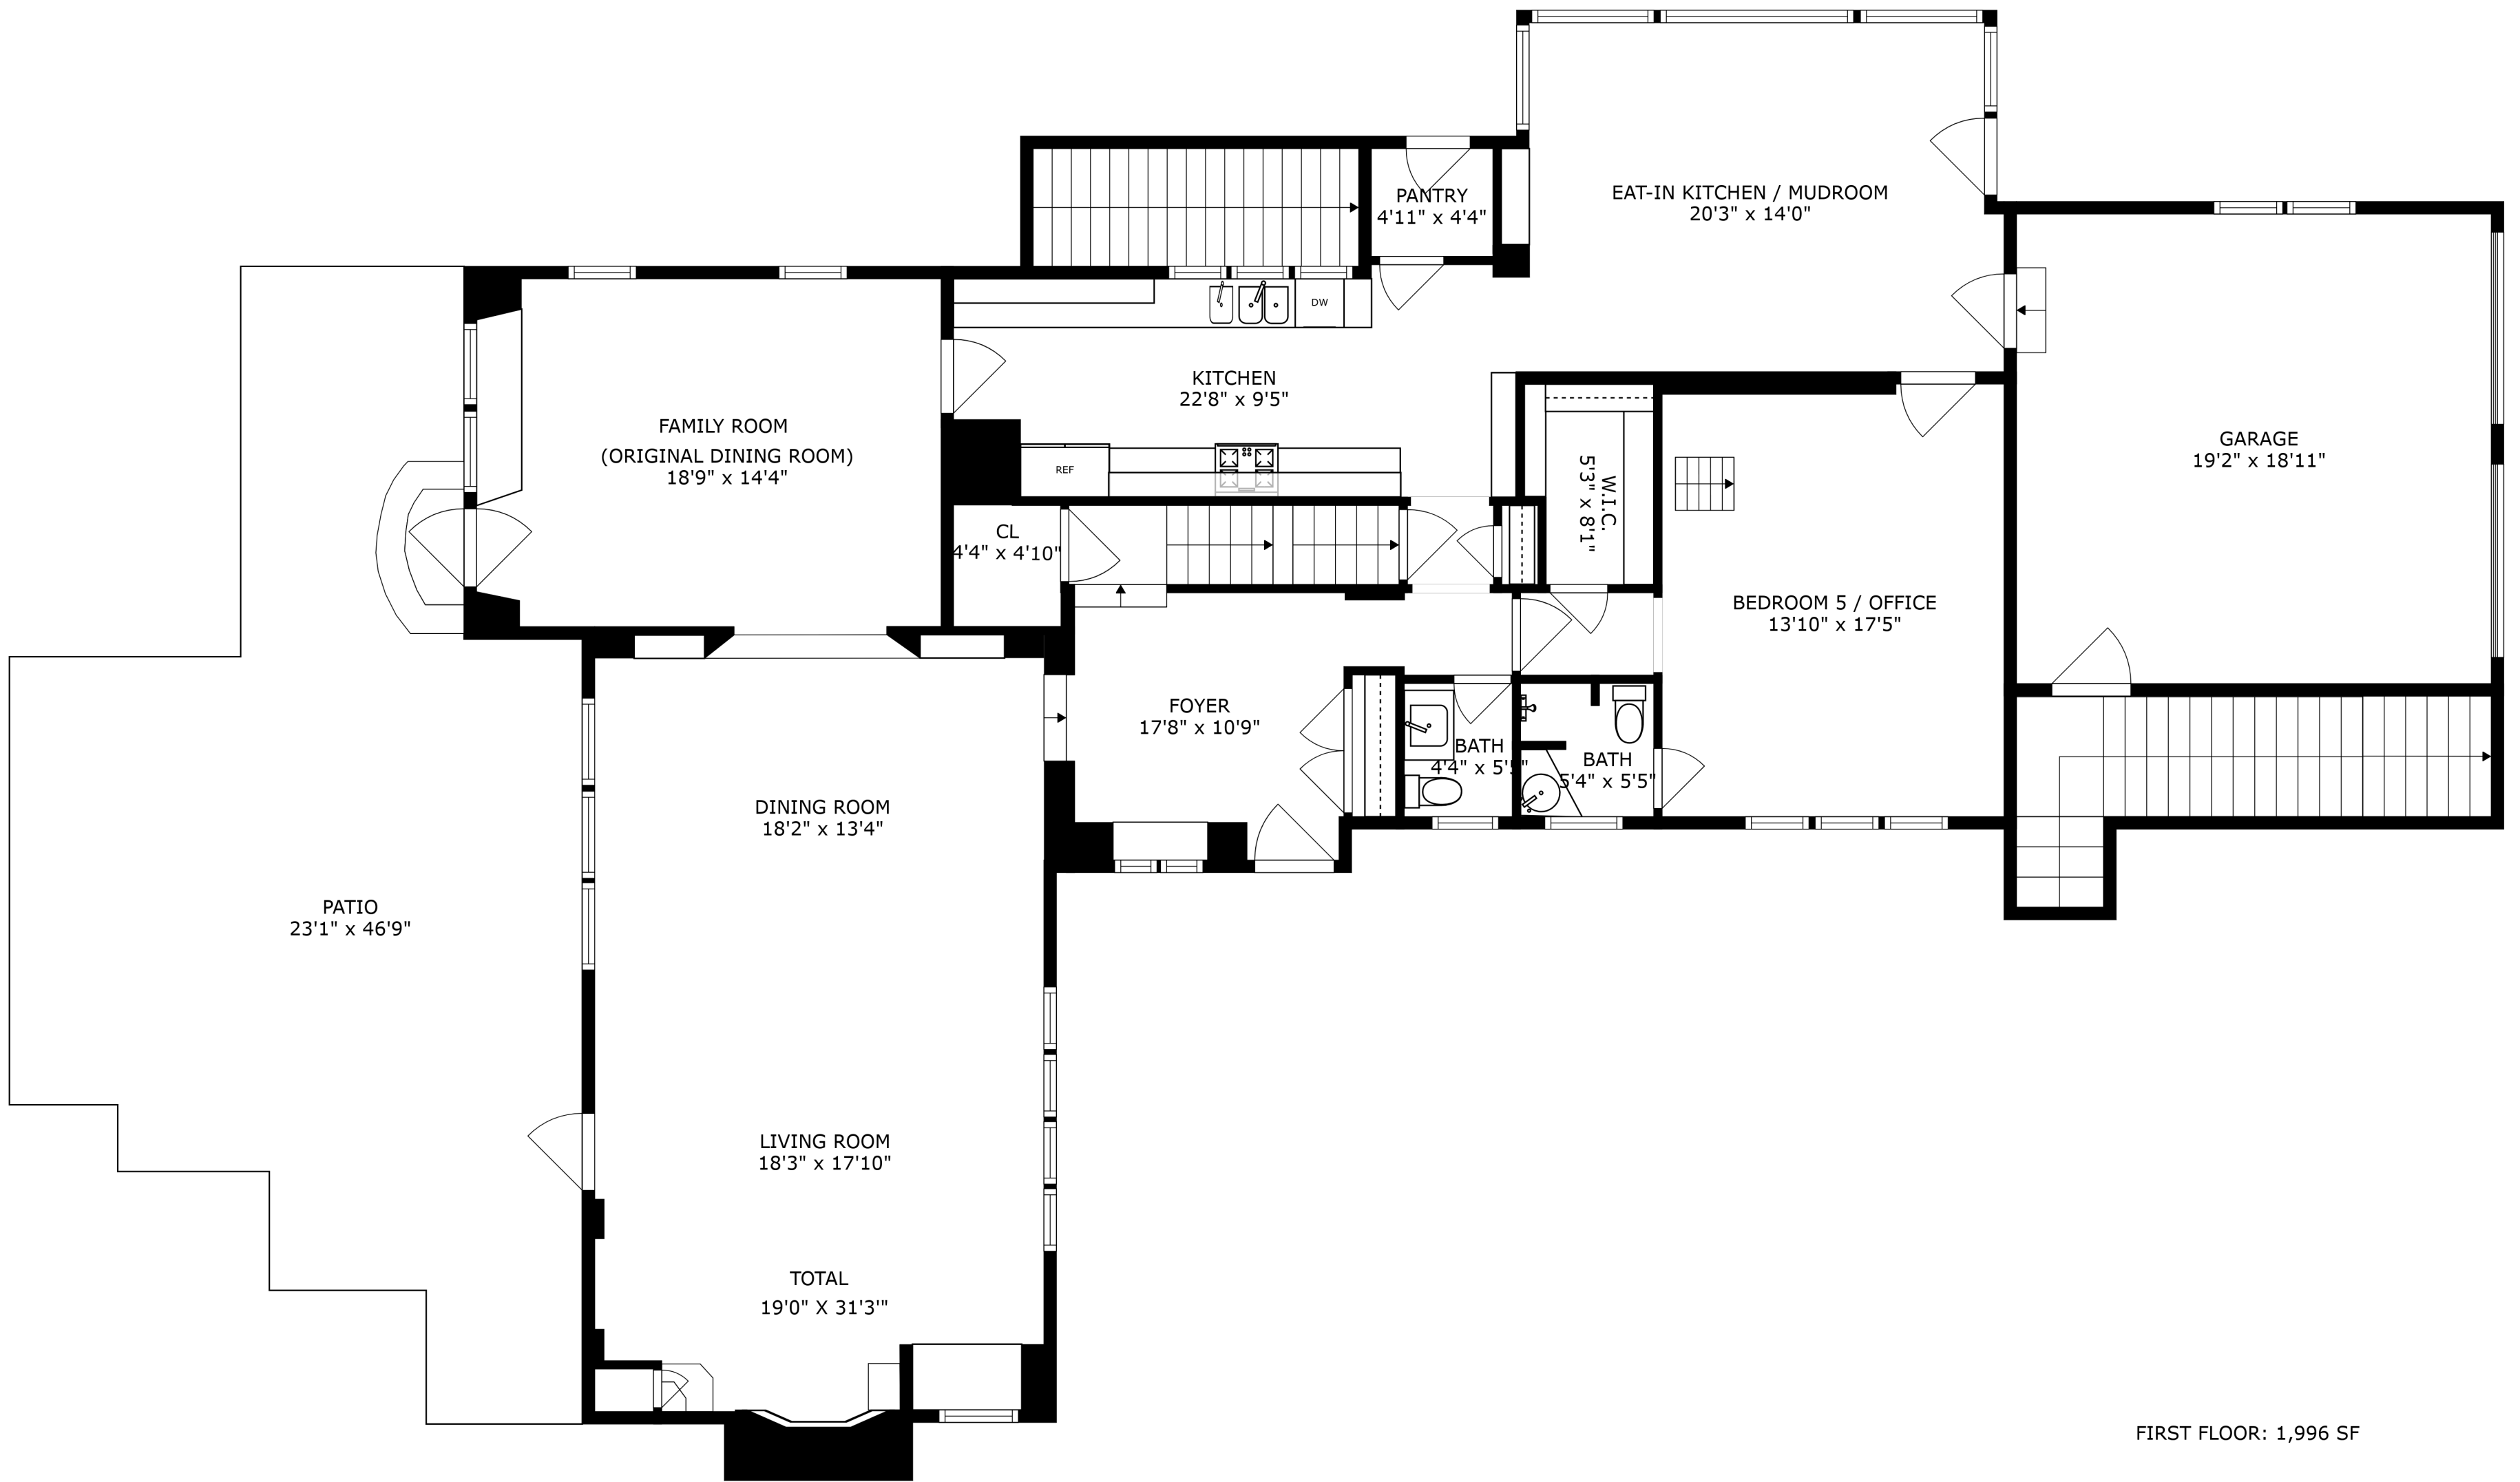 PANTRY
4'11" x 4'4"
EAT-IN KITCHEN / MUDROOM
20'3" x 14'0"
DW
KITCHEN
22'8" x 9'5"
FAMILY ROOM
(ORIGINAL DINING ROOM)
18'9" x 14'4"
REF
GARAGE
19'2" x 18'11"
W.I.C.
5'3" x 8'1"
CL
4'4" x 4'10"
BEDROOM 5 / OFFICE
13'10" x 17'5"
FOYER
17'8" x 10'9"
BATH
4'4" x 5'5"
BATH
5'4" x 5'5"
DINING ROOM
18'2" x 13'4"
PATIO
23'1" x 46'9"
LIVING ROOM
18'3" x 17'10"
TOTAL
19'0" X 31'3'"
FIRST FLOOR: 1,996 SF